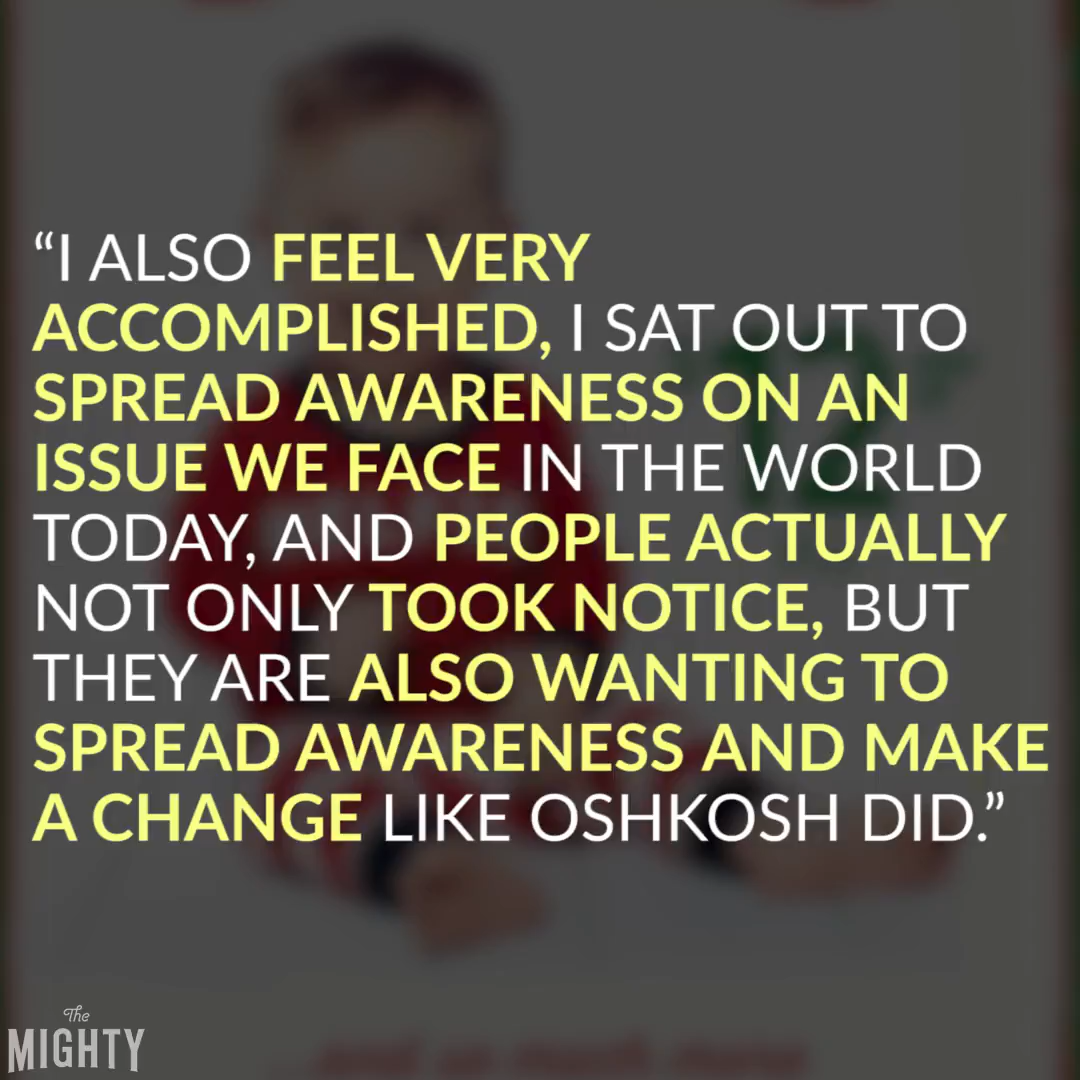 “I ALSO FEEL VERY
ACCOMPLISHED, I SAT OUT TO
SPREAD AWARENESS ON AN
ISSUE WE FACE IN THE WORLD
TODAY, AND PEOPLE ACTUALLY
NOT ONLY TOOK NOTICE, BUT
THEY ARE ALSO WANTING TO
SPREAD AWARENESS AND MAKE
A CHANGE LIKE OSHKOSH DID.”
The
MIGHTY